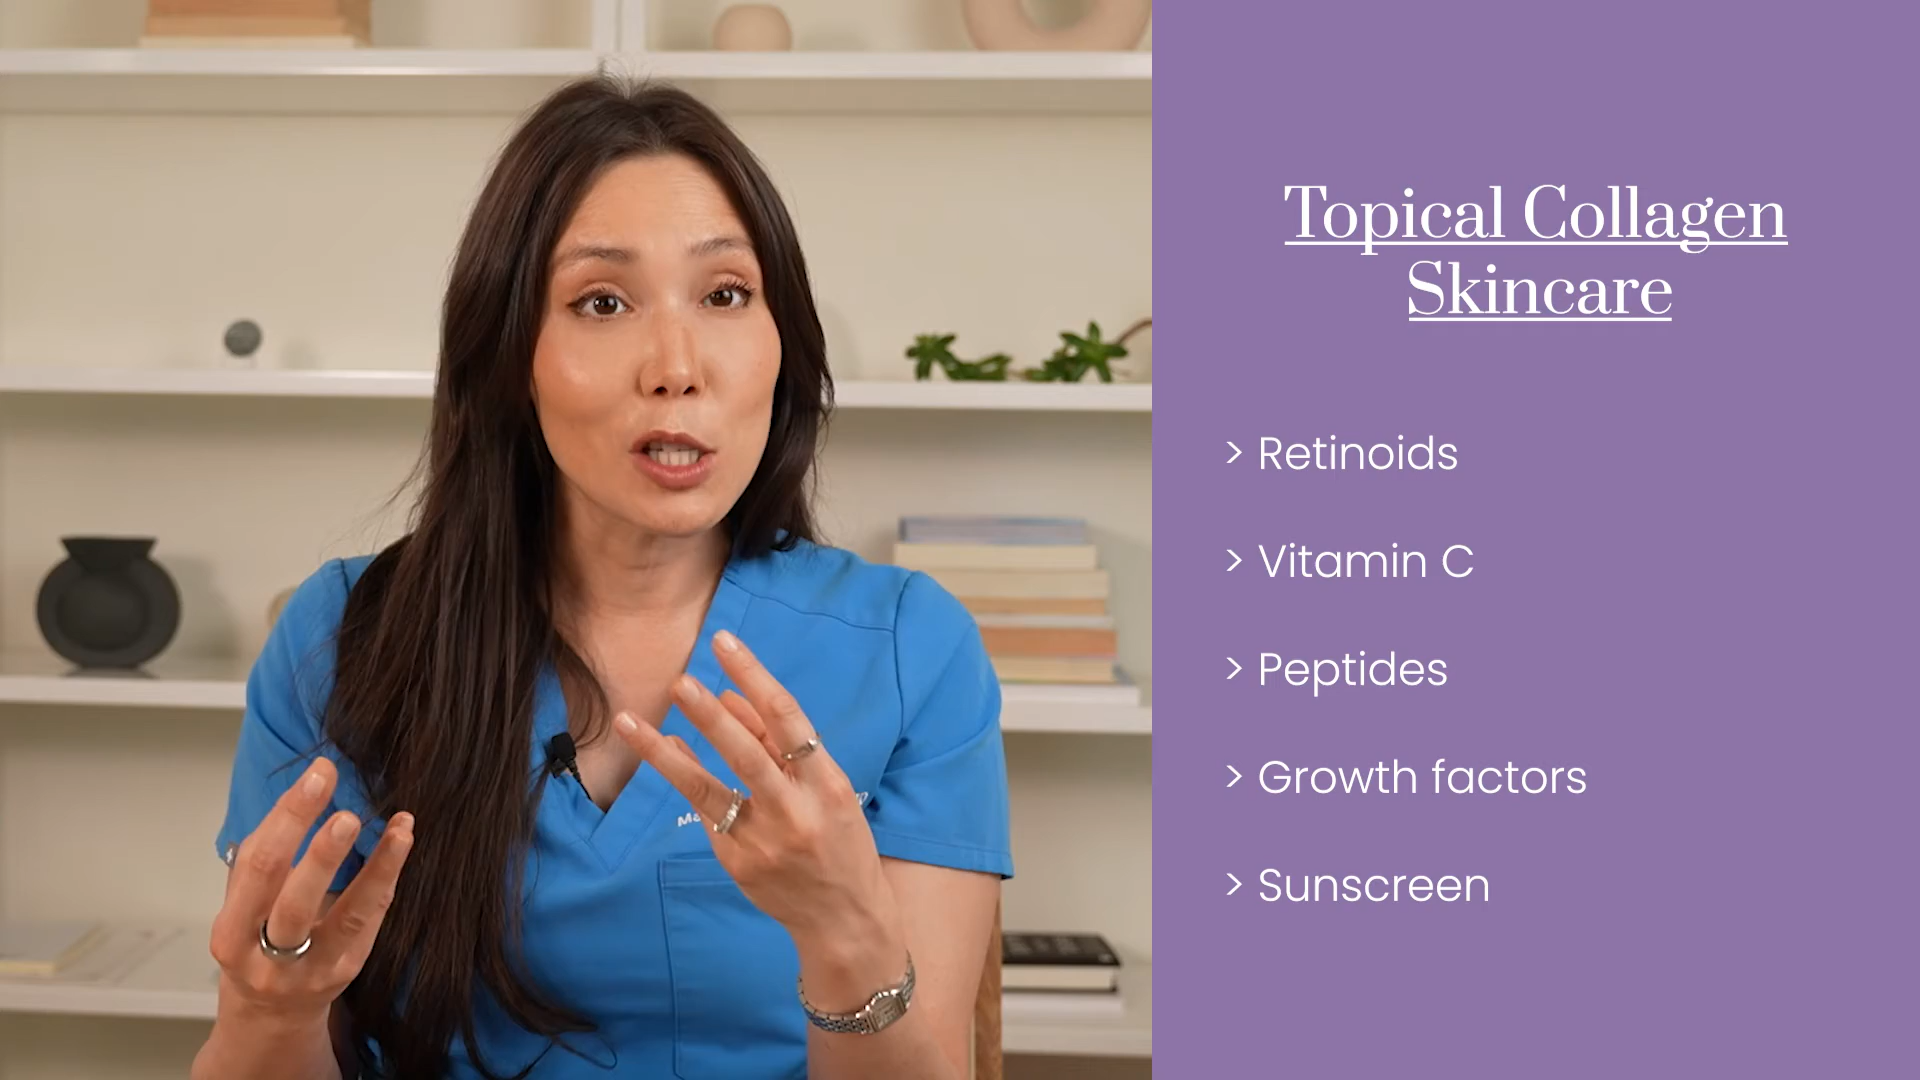 Topical Collagen
Skincare
> Retinoids
> Vitamin C
> Peptides
> Growth factors
> Sunscreen